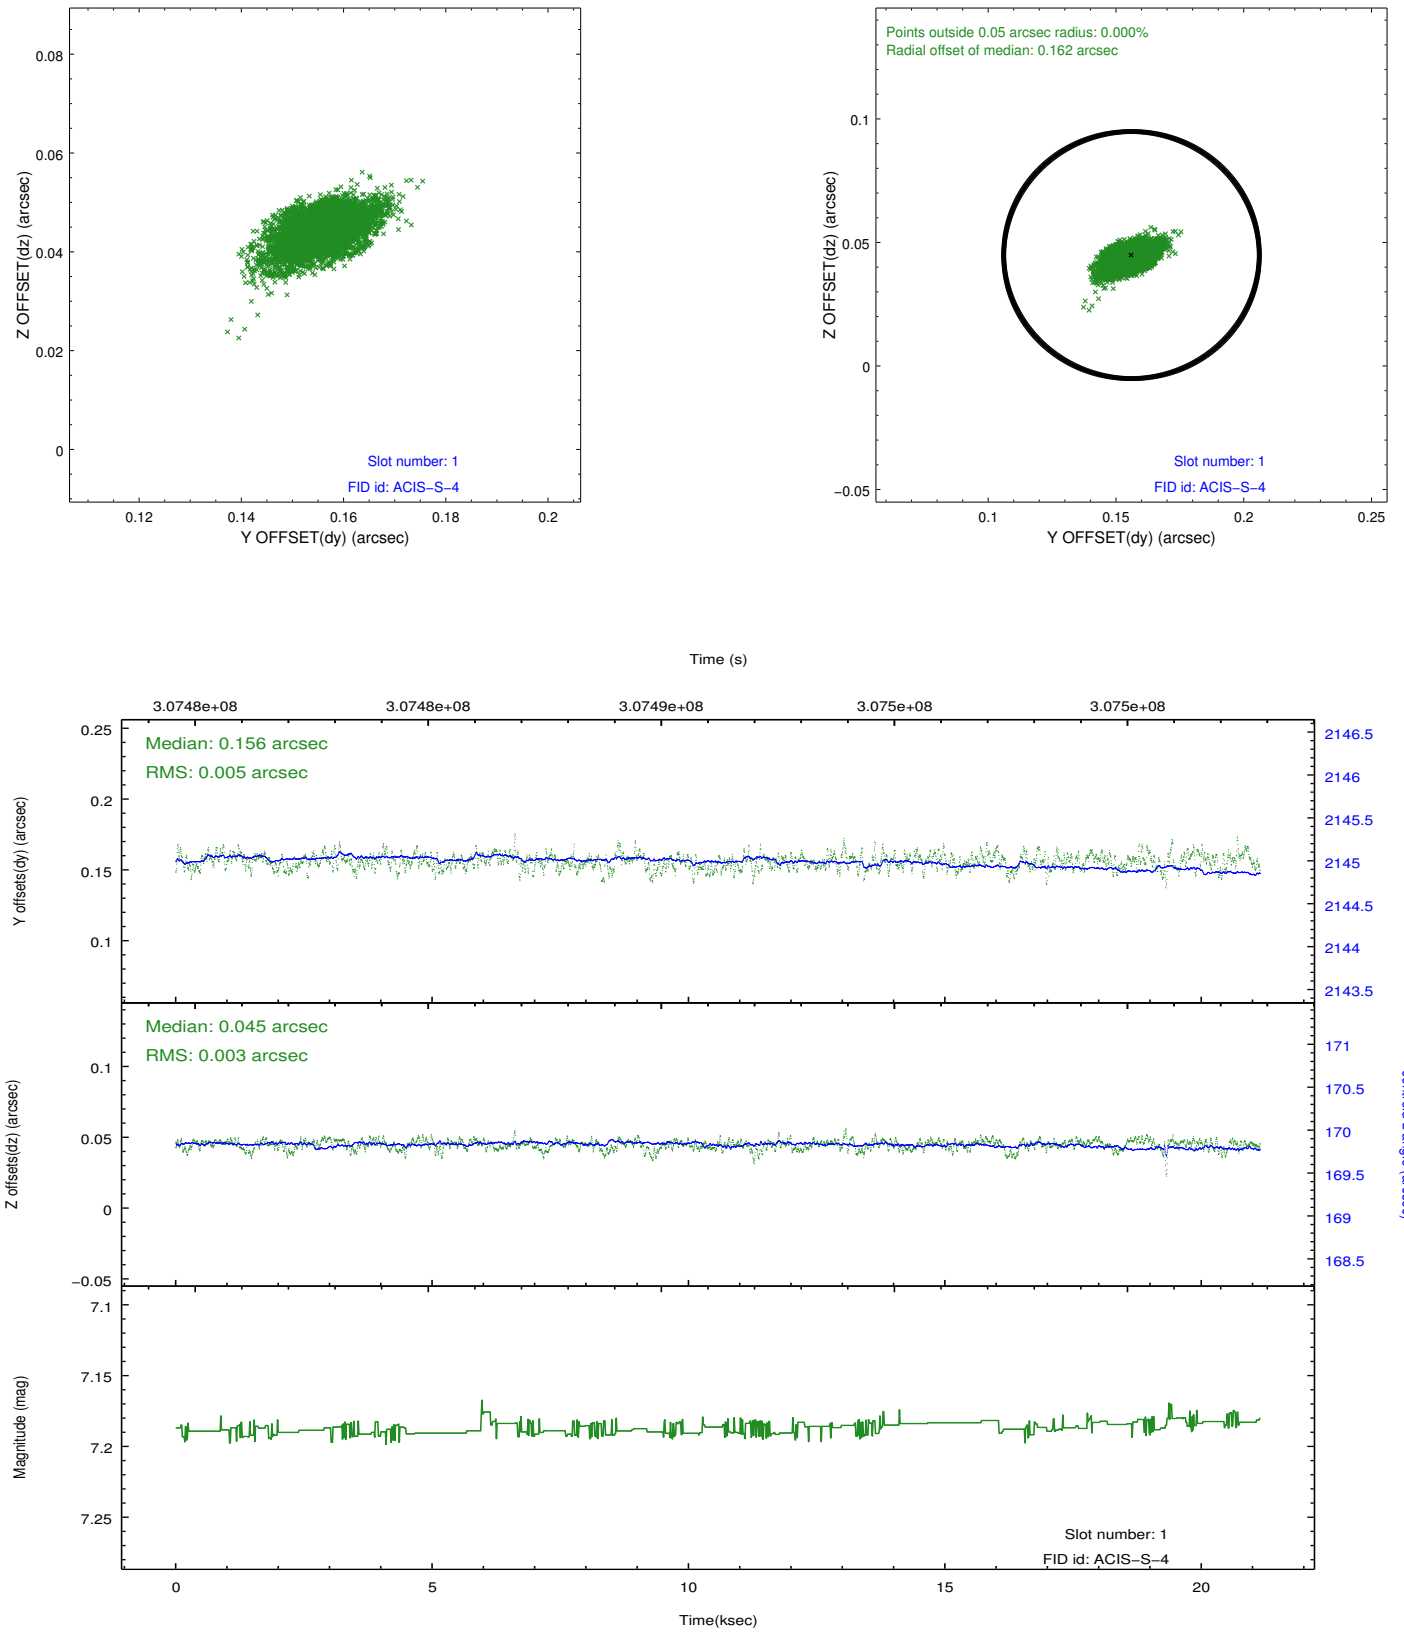 0.08
0.06
0.04
0.02
0
Z OFFSET(dz) (arcsec)
Slot number: 1
FID id: ACIS−S−4
0.12
0.14
0.16
0.18
0.2
Y OFFSET(dy) (arcsec)
Points outside 0.05 arcsec radius: 0.000%
Radial offset of median: 0.162 arcsec
0.1
0.05
0
−0.05
Z OFFSET(dz) (arcsec)
Slot number: 1
FID id: ACIS−S−4
0.1
0.15
0.2
0.25
Y OFFSET(dy) (arcsec)
Time (s)
3.0748e+08
3.0748e+08
3.0749e+08
3.075e+08
3.075e+08
Median: 0.156 arcsec
RMS: 0.005 arcsec
0.25
0.2
0.15
0.1
Y offsets(dy) (arcsec)
2146.5
2146
2145.5
2145
2144.5
2144
2143.5
Median: 0.045 arcsec
RMS: 0.003 arcsec
0.1
0.05
0
−0.05
Z offsets(dz) (arcsec)
171
170.5
170
169.5
169
168.5
7.1
7.15
7.2
7.25
Magnitude (mag)
Slot number: 1
FID id: ACIS−S−4
0
5
10
15
20
Time(ksec)